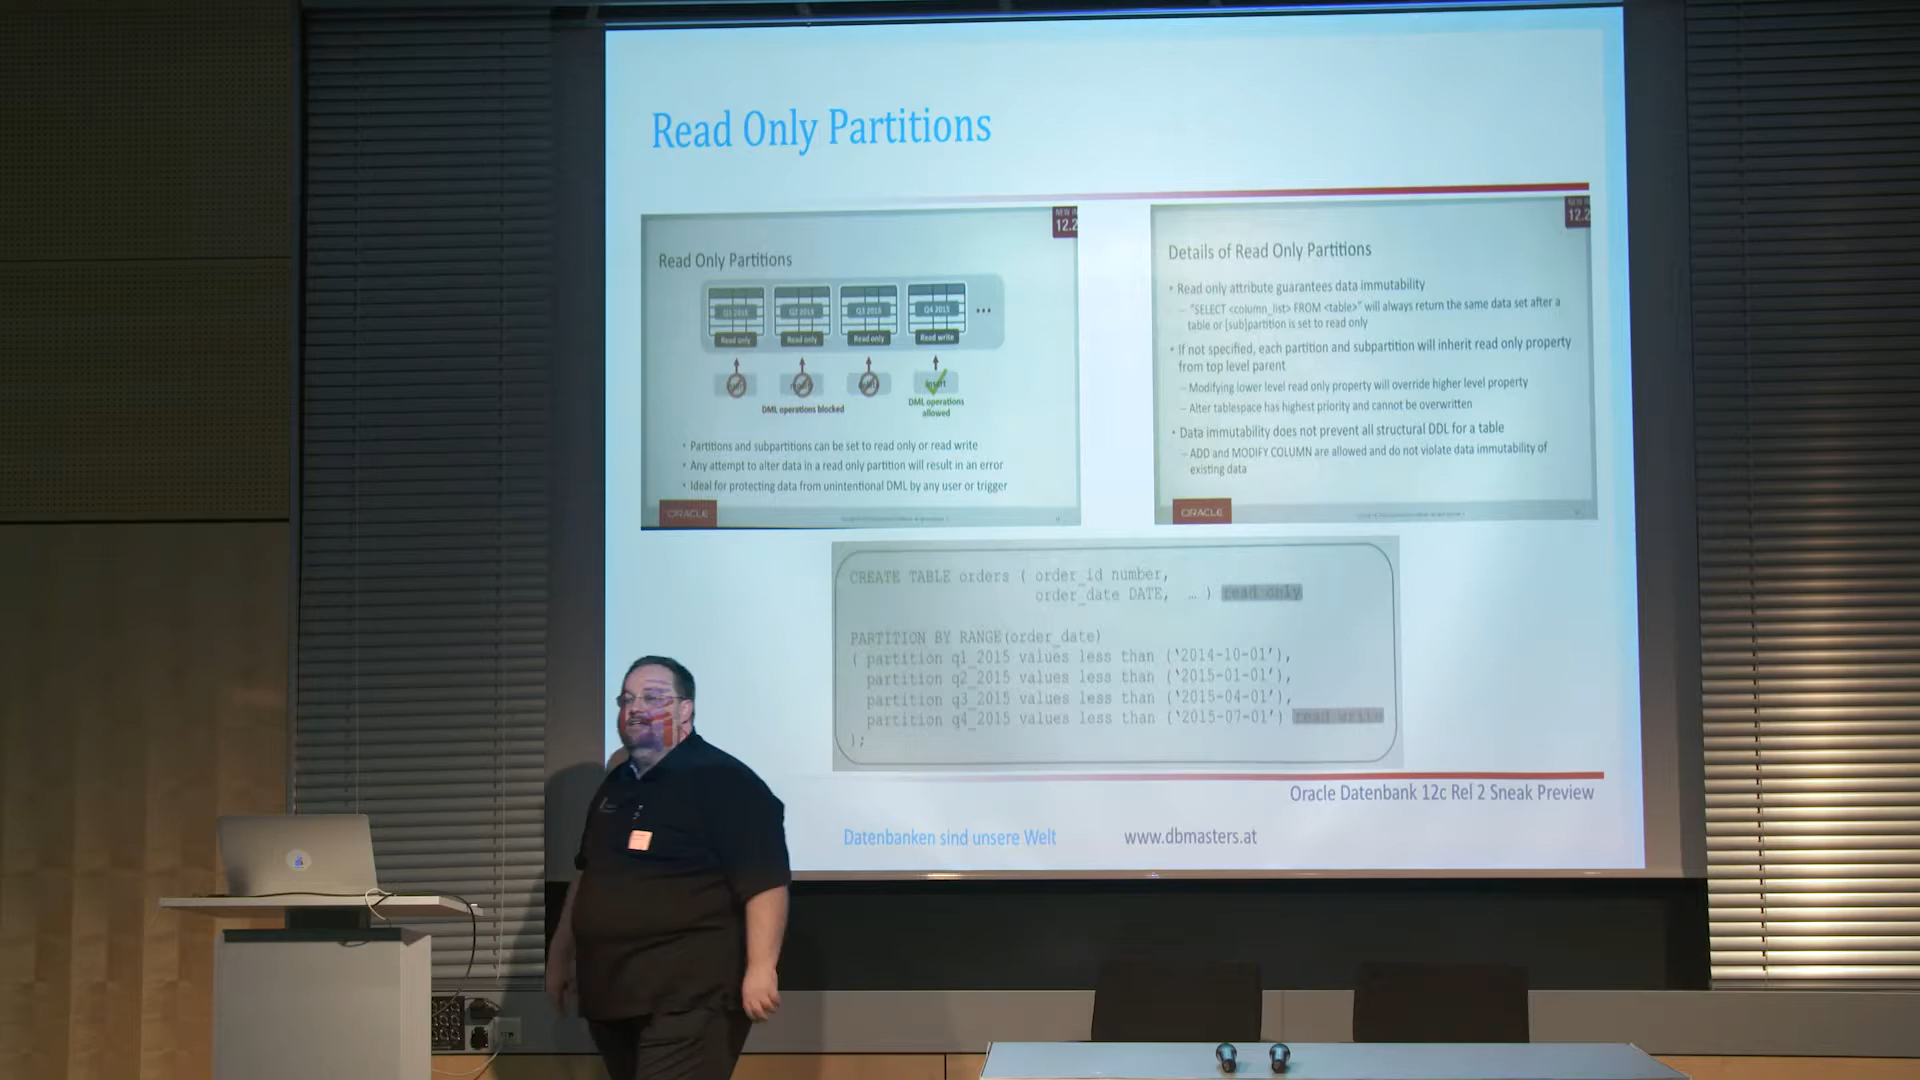 Read Only Partitions
NEW IN
12.2
Read Only Partitions
Q1 2015
Q2 2015
Q3 2015
Q4 2015
...
Read only
Read only
Read only
Read write
insert
DML operations blocked
DML operations
allowed
• Partitions and subpartitions can be set to read only or read write
• Any attempt to alter data in a read only partition will result in an error
• Ideal for protecting data from unintentional DML by any user or trigger
ORACLE
NEW IN
12.2
Details of Read Only Partitions
• Read only attribute guarantees data immutability
– "SELECT <column_list> FROM <table>" will always return the same data set after a
table or [sub]partition is set to read only
• If not specified, each partition and subpartition will inherit read only property
from top level parent
– Modifying lower level read only property will override higher level property
– Alter tablespace has highest priority and cannot be overwritten
• Data immutability does not prevent all structural DDL for a table
– ADD and MODIFY COLUMN are allowed and do not violate data immutability of
existing data
ORACLE
CREATE TABLE orders ( order_id number,
order_date DATE, … ) read only
PARTITION BY RANGE(order_date)
( partition q1_2015 values less than (‘2014-10-01’),
partition q2_2015 values less than (‘2015-01-01’),
partition q3_2015 values less than (‘2015-04-01’),
partition q4_2015 values less than (‘2015-07-01’) read write
);
Oracle Datenbank 12c Rel 2 Sneak Preview
Datenbanken sind unsere Welt
www.dbmasters.at